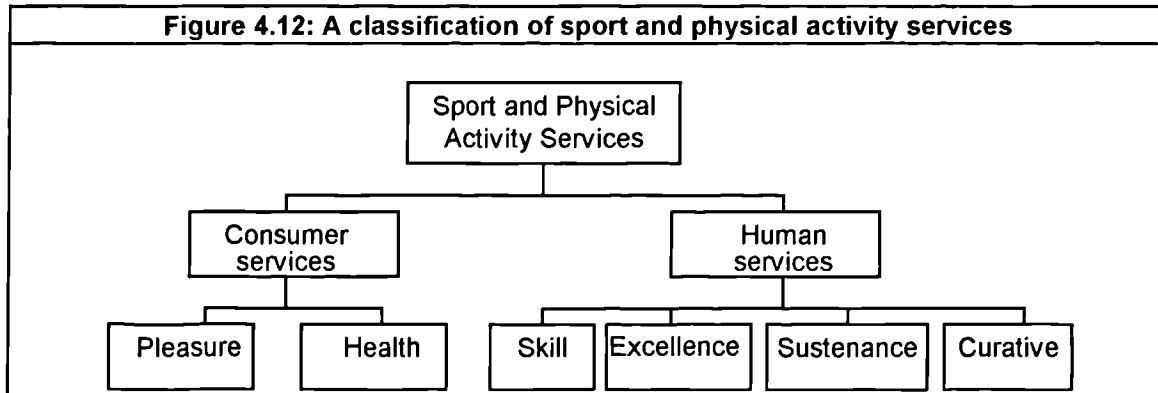 Figure 4.12: A classification of sport and physical activity services
Sport and Physical
Activity Services
Consumer
services
Human
services
Pleasure
Health
Skill
Excellence
Sustenance
Curative